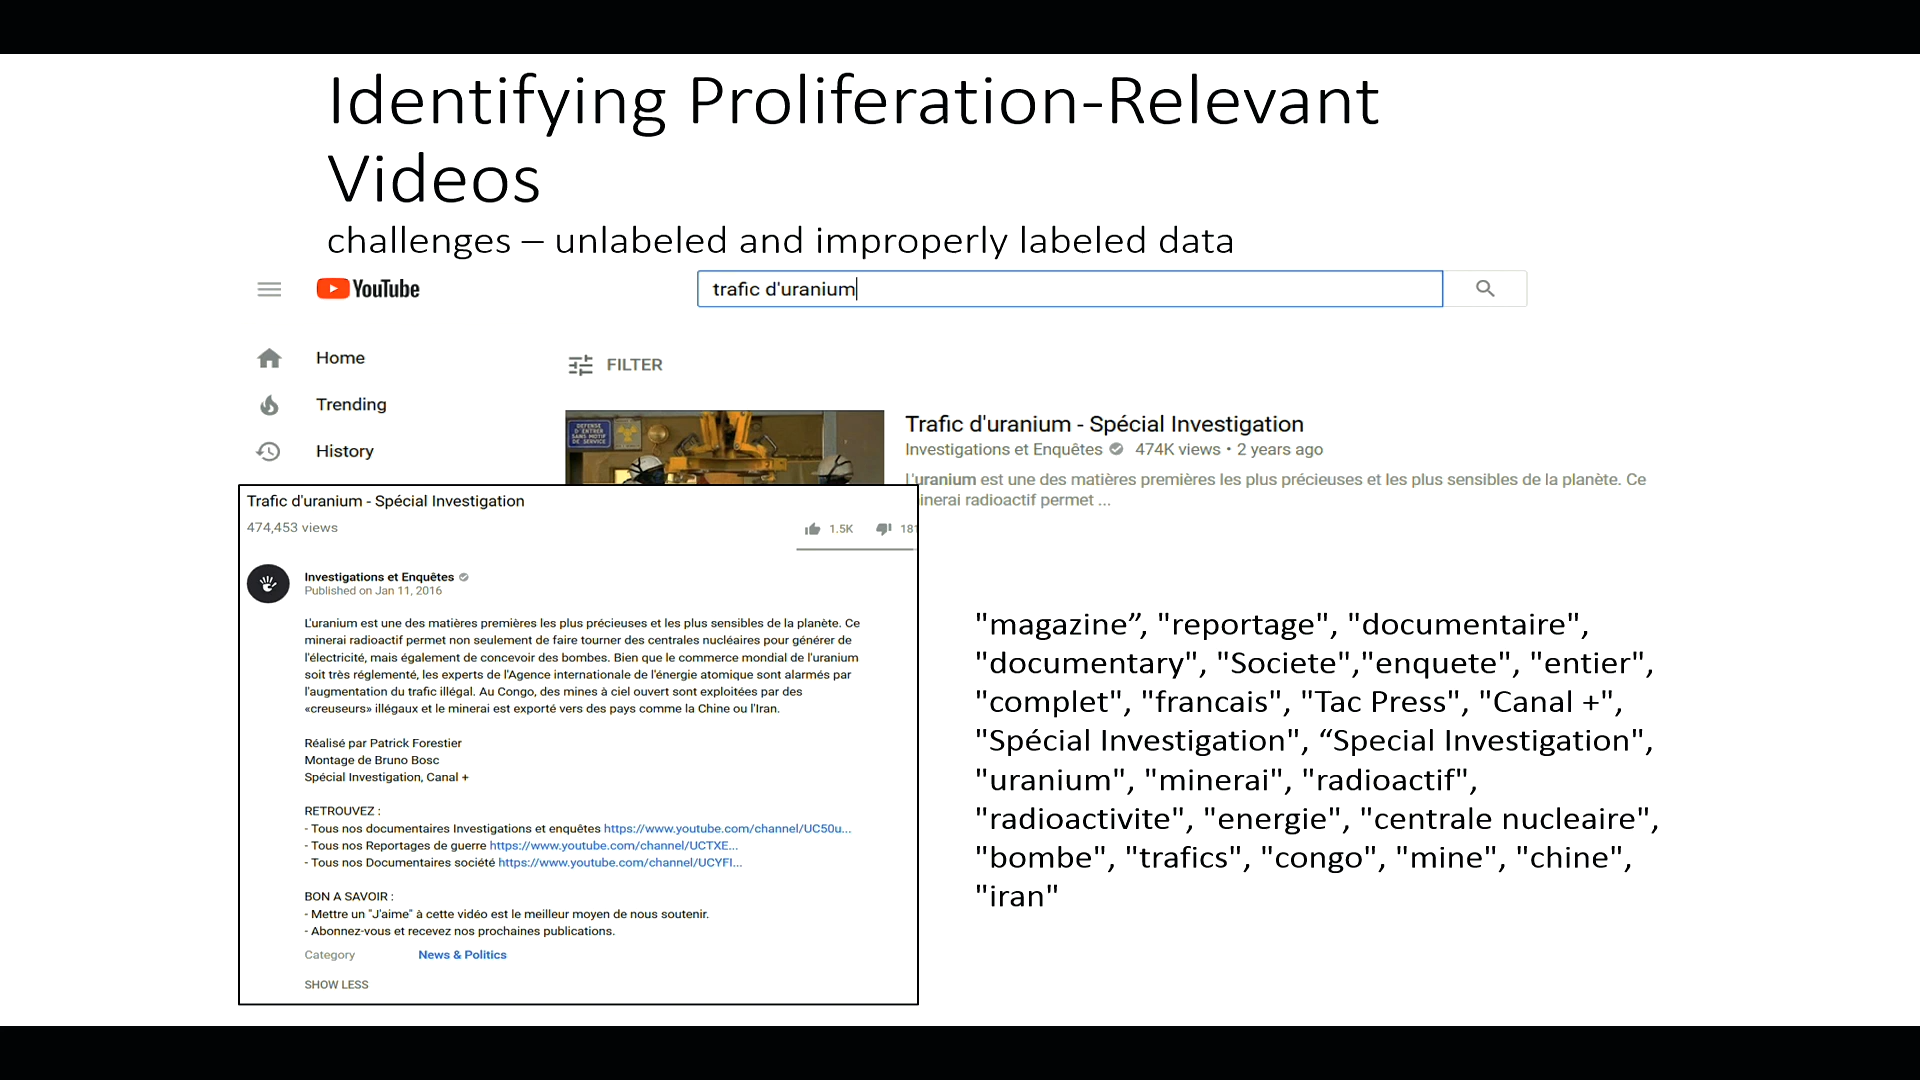 Identifying Proliferation-Relevant
Videos
challenges – unlabeled and improperly labeled data
YouTube
trafic d'uranium
Home
Trending
History
FILTER
DEFENSE
D'ENTRER
SANS MOTIF
DE SERVICE
Trafic d'uranium - Spécial Investigation
Investigations et Enquêtes 474K views • 2 years ago
L'uranium est une des matières premières les plus précieuses et les plus sensibles de la planète. Ce
inerai radioactif permet ...
Trafic d'uranium - Spécial Investigation
474,453 views
1.5K 181
Investigations et Enquêtes
Published on Jan 11, 2016
L'uranium est une des matières premières les plus précieuses et les plus sensibles de la planète. Ce
minerai radioactif permet non seulement de faire tourner des centrales nucléaires pour générer de
l'électricité, mais également de concevoir des bombes. Bien que le commerce mondial de l'uranium
soit très réglementé, les experts de l'Agence internationale de l'énergie atomique sont alarmés par
l'augmentation du trafic illégal. Au Congo, des mines à ciel ouvert sont exploitées par des
«creuseurs» illégaux et le minerai est exporté vers des pays comme la Chine ou l'Iran.
Réalisé par Patrick Forestier
Montage de Bruno Bosc
Spécial Investigation, Canal +
RETROUVEZ :
- Tous nos documentaires Investigations et enquêtes https://www.youtube.com/channel/UC50u...
- Tous nos Reportages de guerre https://www.youtube.com/channel/UCTXE...
- Tous nos Documentaires société https://www.youtube.com/channel/UCYFI...
BON A SAVOIR :
- Mettre un "J'aime" à cette vidéo est le meilleur moyen de nous soutenir.
- Abonnez-vous et recevez nos prochaines publications.
Category News & Politics
SHOW LESS
"magazine”, "reportage", "documentaire",
"documentary", "Societe","enquete", "entier",
"complet", "francais", "Tac Press", "Canal +",
"Spécial Investigation", “Special Investigation",
"uranium", "minerai", "radioactif",
"radioactivite", "energie", "centrale nucleaire",
"bombe", "trafics", "congo", "mine", "chine",
"iran"